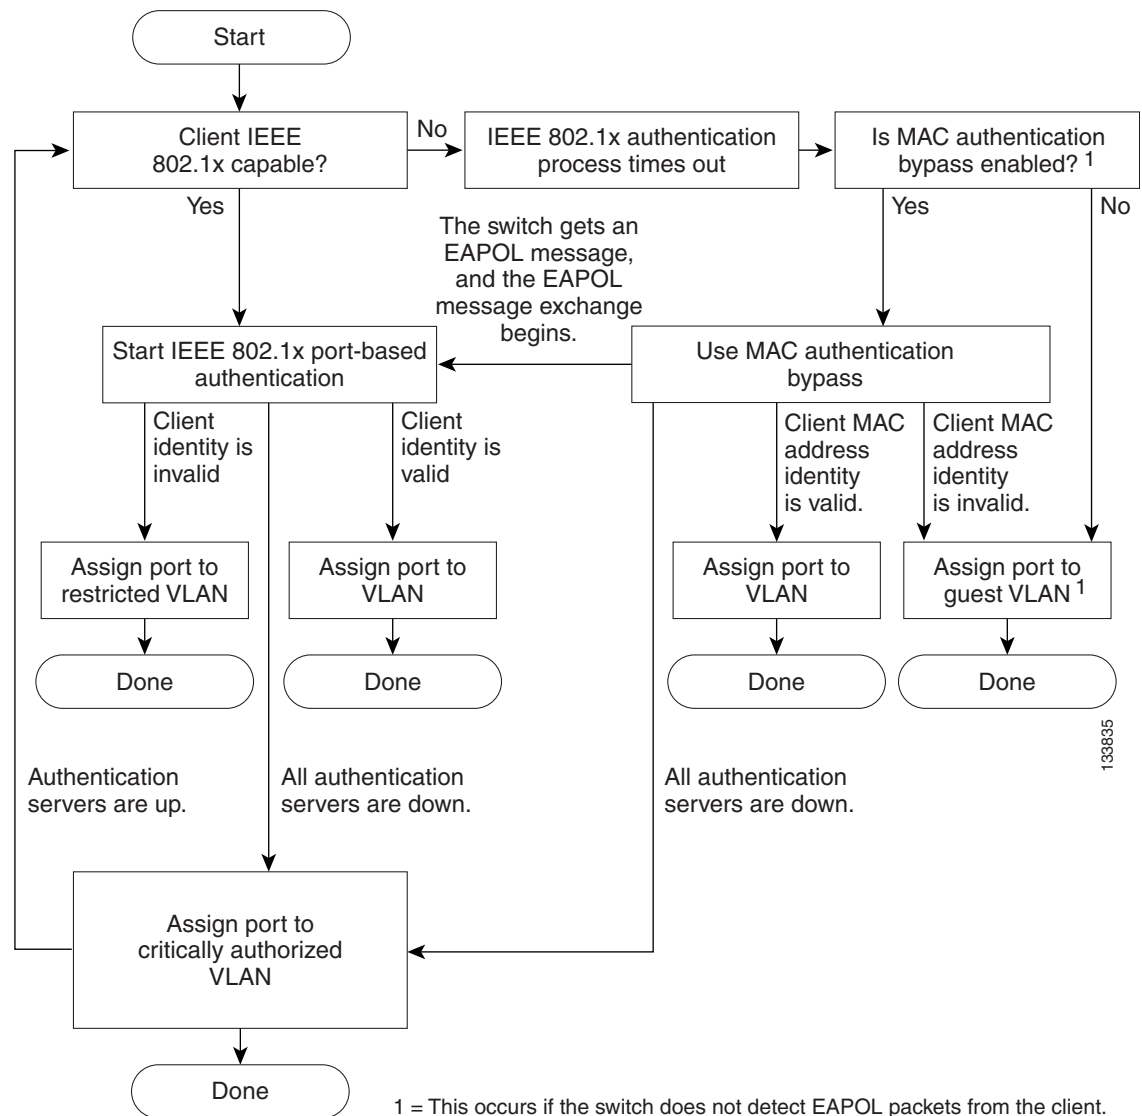 Start
Client IEEE
802.1x capable?
No
IEEE 802.1x authentication
process times out
Is MAC authentication
bypass enabled? 1
Yes
Yes
No
The switch gets an
EAPOL message,
and the EAPOL
message exchange
begins.
Start IEEE 802.1x port-based
authentication
Use MAC authentication
bypass
Client
identity is
invalid
Client
identity is
valid
Client MAC
address
identity
is valid.
Client MAC
address
identity
is invalid.
Assign port to
restricted VLAN
Assign port to
VLAN
Assign port to
VLAN
Assign port to
guest VLAN 1
Done
Done
Done
Done
133835
Authentication
servers are up.
All authentication
servers are down.
All authentication
servers are down.
Assign port to
critically authorized
VLAN
Done
1 = This occurs if the switch does not detect EAPOL packets from the client.